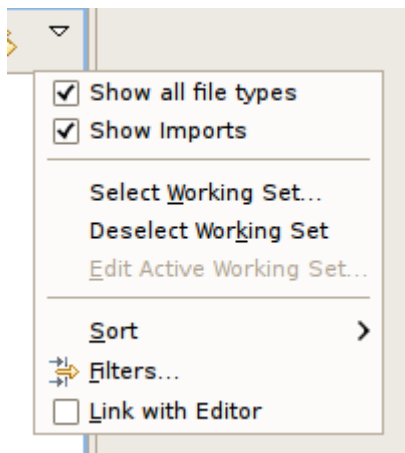 Show all file types
Show Imports
Select Working Set...
Deselect Working Set
Edit Active Working Set...
Sort
Filters...
Link with Editor